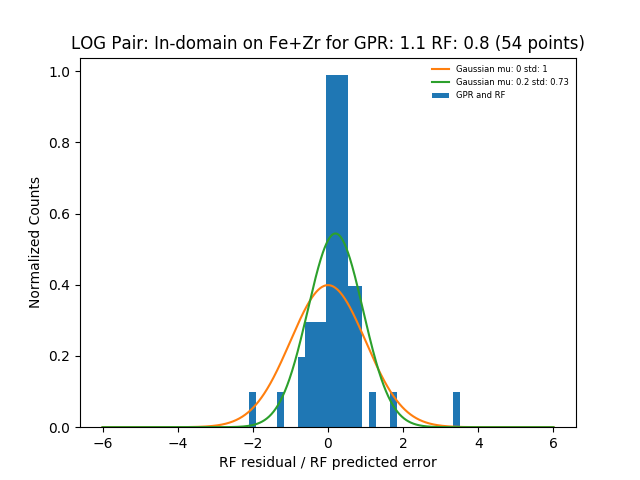 LOG Pair: In-domain on Fe+Zr for GPR: 1.1 RF: 0.8 (54 points)
Gaussian mu: 0 std: 1
Gaussian mu: 0.2 std: 0.73
GPR and RF
Normalized Counts
1.0
0.8
0.6
0.4
0.2
0.0
−6 −4 −2 0 2 4 6
RF residual / RF predicted error